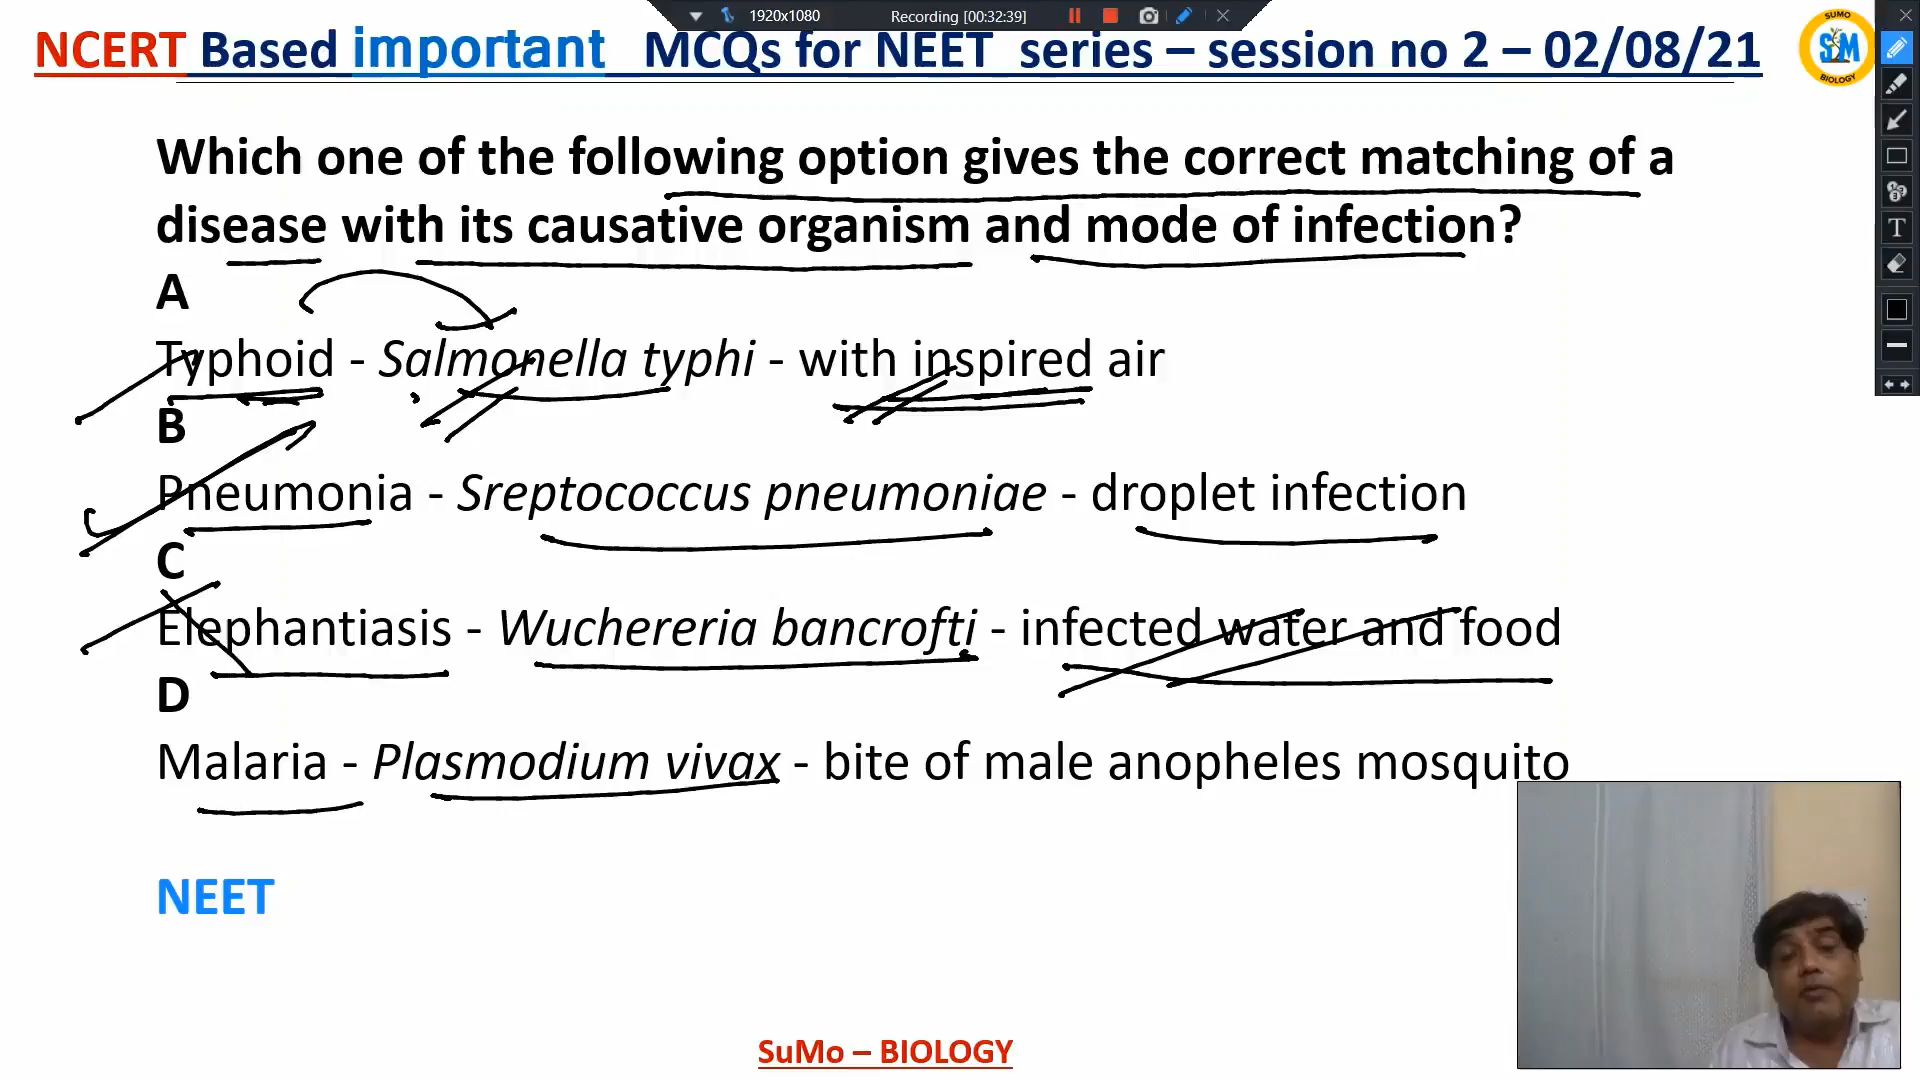 1920x1080
Recording [00:32:39]
NCERT Based important MCQs for NEET series – session no 2 – 02/08/21
SUMO
SM
BIOLOGY
Which one of the following option gives the correct matching of a
disease with its causative organism and mode of infection?
A
Typhoid - Salmonella typhi - with inspired air
B
Pneumonia - Sreptococcus pneumoniae - droplet infection
C
Elephantiasis - Wuchereria bancrofti - infected water and food
D
Malaria - Plasmodium vivax - bite of male anopheles mosquito
NEET
SuMo – BIOLOGY
T